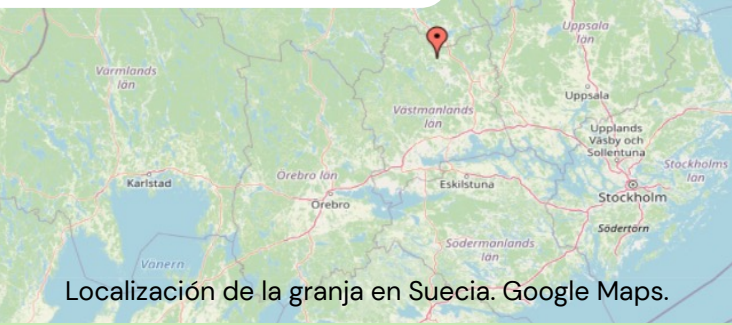 Uppsala
län
Värmlands
län
Västmanlands
län
Uppsala
Upplands
Väsby och
Sollentuna
Stockholms
län
Örebro län
Karlstad
Eskilstuna
Örebro
Stockholm
Södertörn
Södermanlands
län
Vänern
Localización de la granja en Suecia. Google Maps.